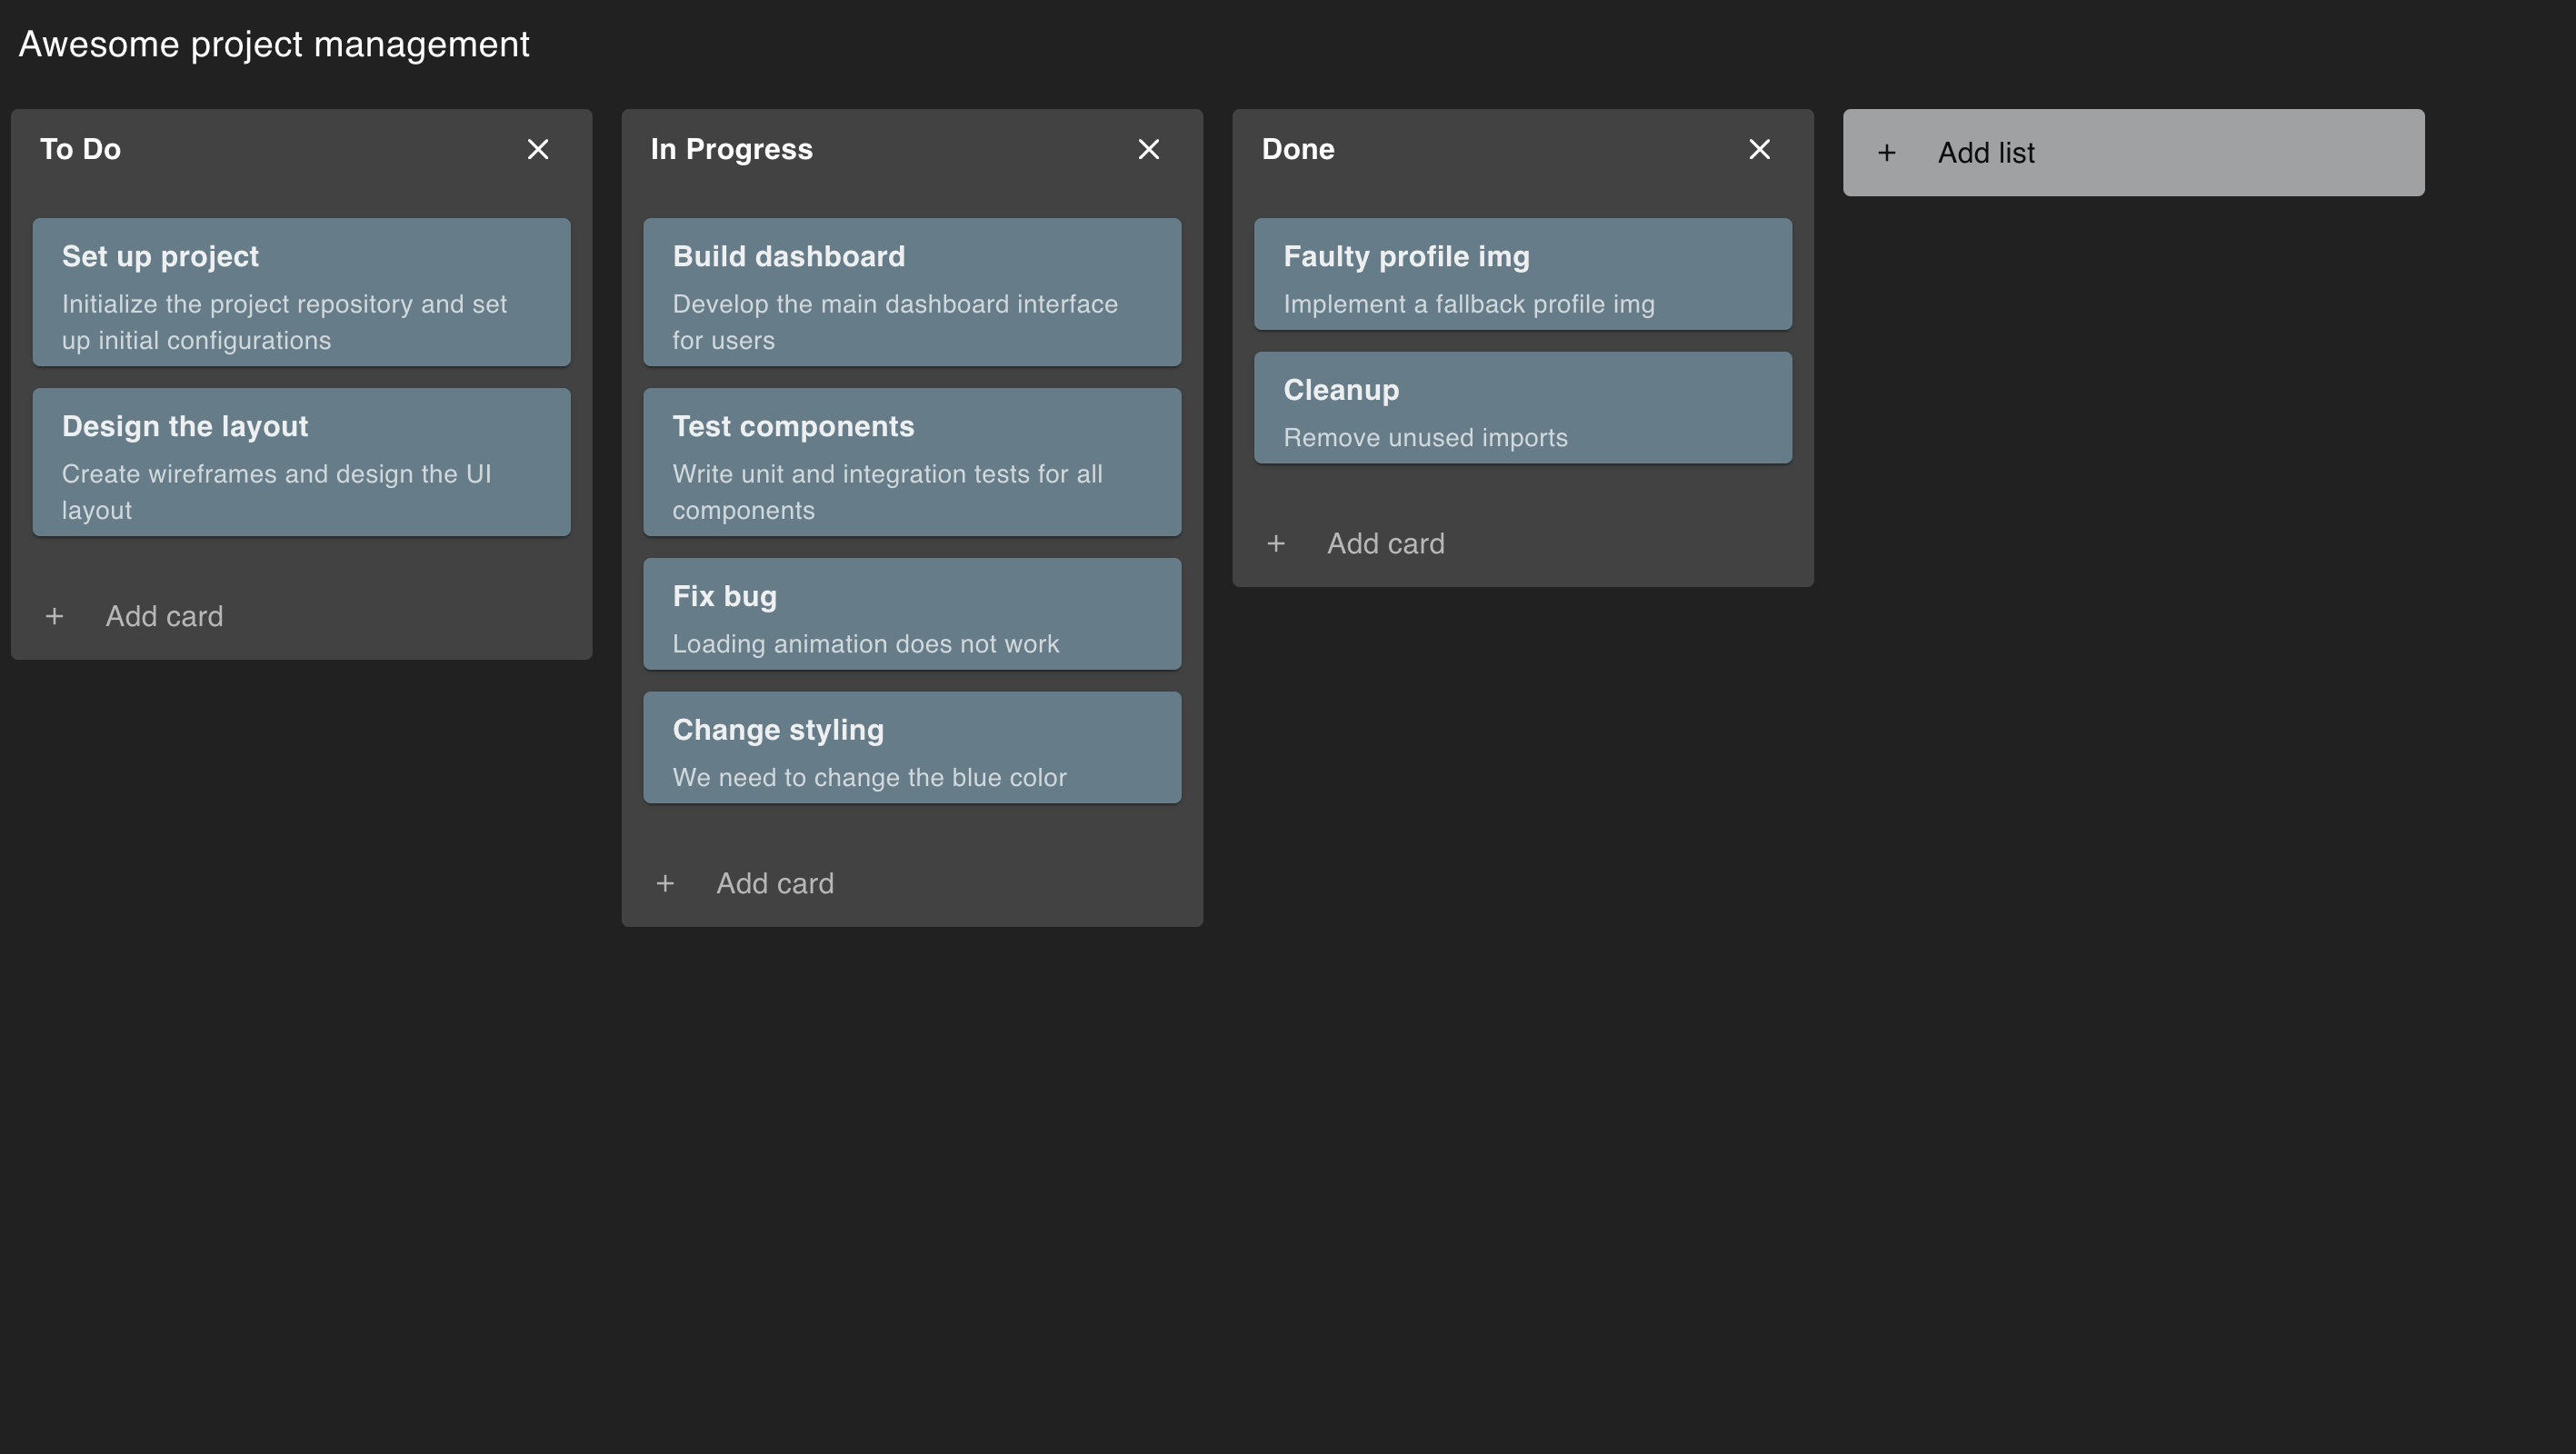 Awesome project management
To Do
Set up project
Initialize the project repository and set
up initial configurations
Design the layout
Create wireframes and design the UI
layout
+ Add card
In Progress
Build dashboard
Develop the main dashboard interface
for users
Test components
Write unit and integration tests for all
components
Fix bug
Loading animation does not work
Change styling
We need to change the blue color
+ Add card
Done
Faulty profile img
Implement a fallback profile img
Cleanup
Remove unused imports
+ Add card
+ Add list